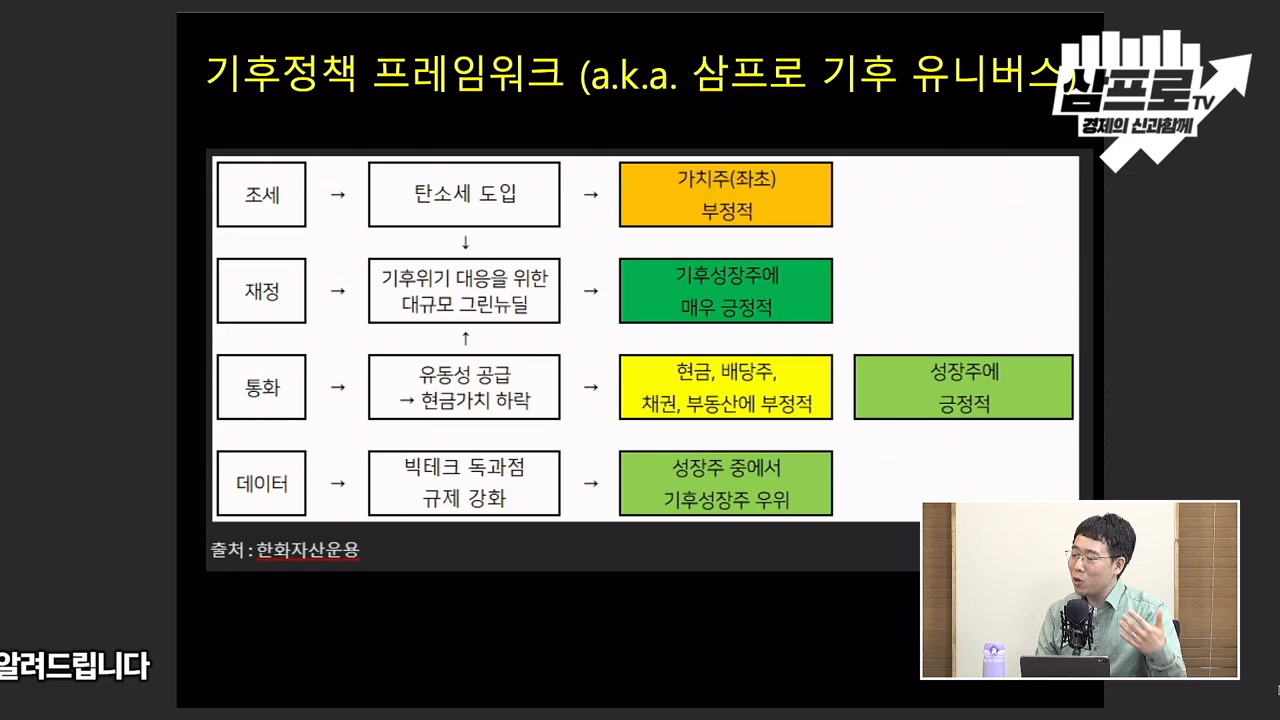 기후정책 프레임워크 (a.k.a. 삼프로 기후 유니버스)
삼프로TV
경제의 신과함께
조세 → 탄소세 도입 → 가치주(좌초)
부정적
↓
재정 → 기후위기 대응을 위한
대규모 그린뉴딜 → 기후성장주에
매우 긍정적
↑
통화 → 유동성 공급
→ 현금가치 하락 → 현금, 배당주,
채권, 부동산에 부정적
성장주에
긍정적
데이터 → 빅테크 독과점
규제 강화 → 성장주 중에서
기후성장주 우위
출처 : 한화자산운용
알려드립니다